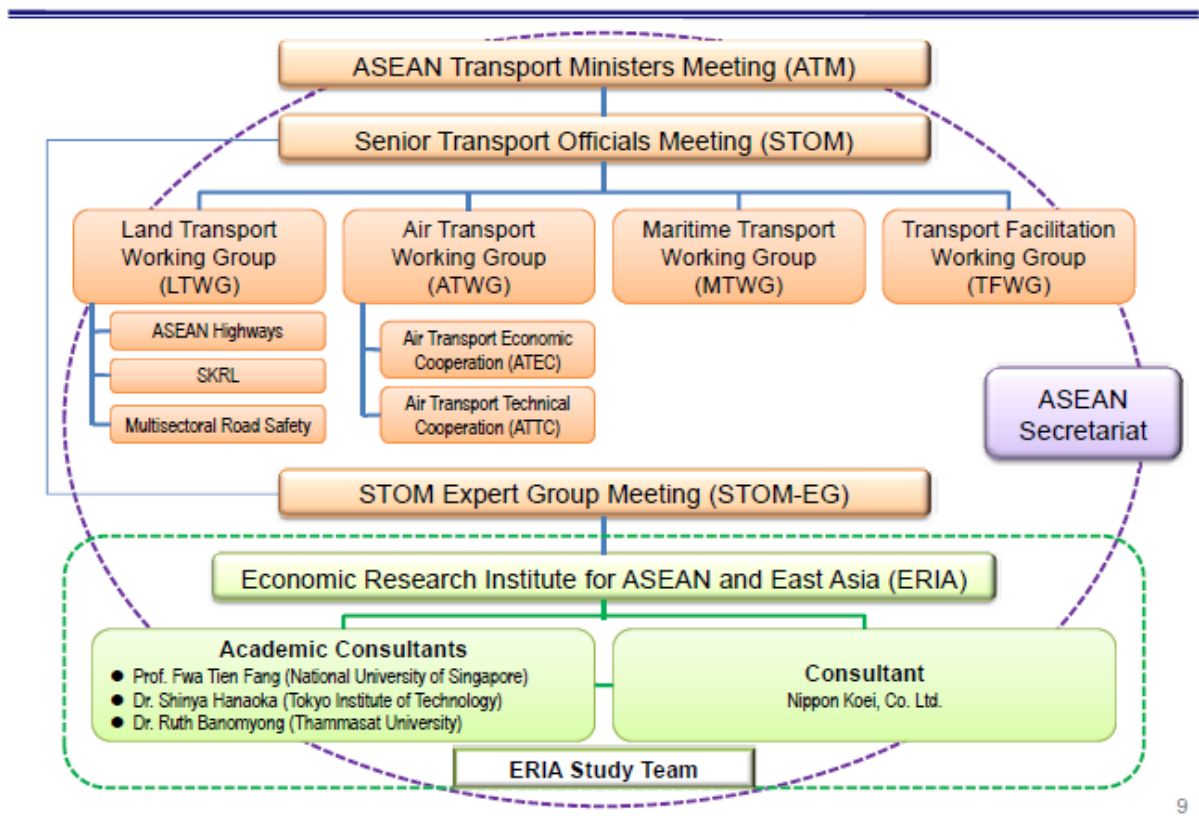 ASEAN Transport Ministers Meeting (ATM)
Senior Transport Officials Meeting (STOM)
Land Transport
Working Group
(LTWG)
ASEAN Highways
SKRL
Multisectoral Road Safety
Air Transport
Working Group
(ATWG)
Air Transport Economic
Cooperation (ATEC)
Air Transport Technical
Cooperation (ATTC)
Maritime Transport
Working Group
(MTWG)
Transport Facilitation
Working Group
(TFWG)
ASEAN
Secretariat
STOM Expert Group Meeting (STOM-EG)
Economic Research Institute for ASEAN and East Asia (ERIA)
Academic Consultants
● Prof. Fwa Tien Fang (National University of Singapore)
● Dr. Shinya Hanaoka (Tokyo Institute of Technology)
● Dr. Ruth Banomyong (Thammasat University)
Consultant
Nippon Koei, Co. Ltd.
ERIA Study Team
9